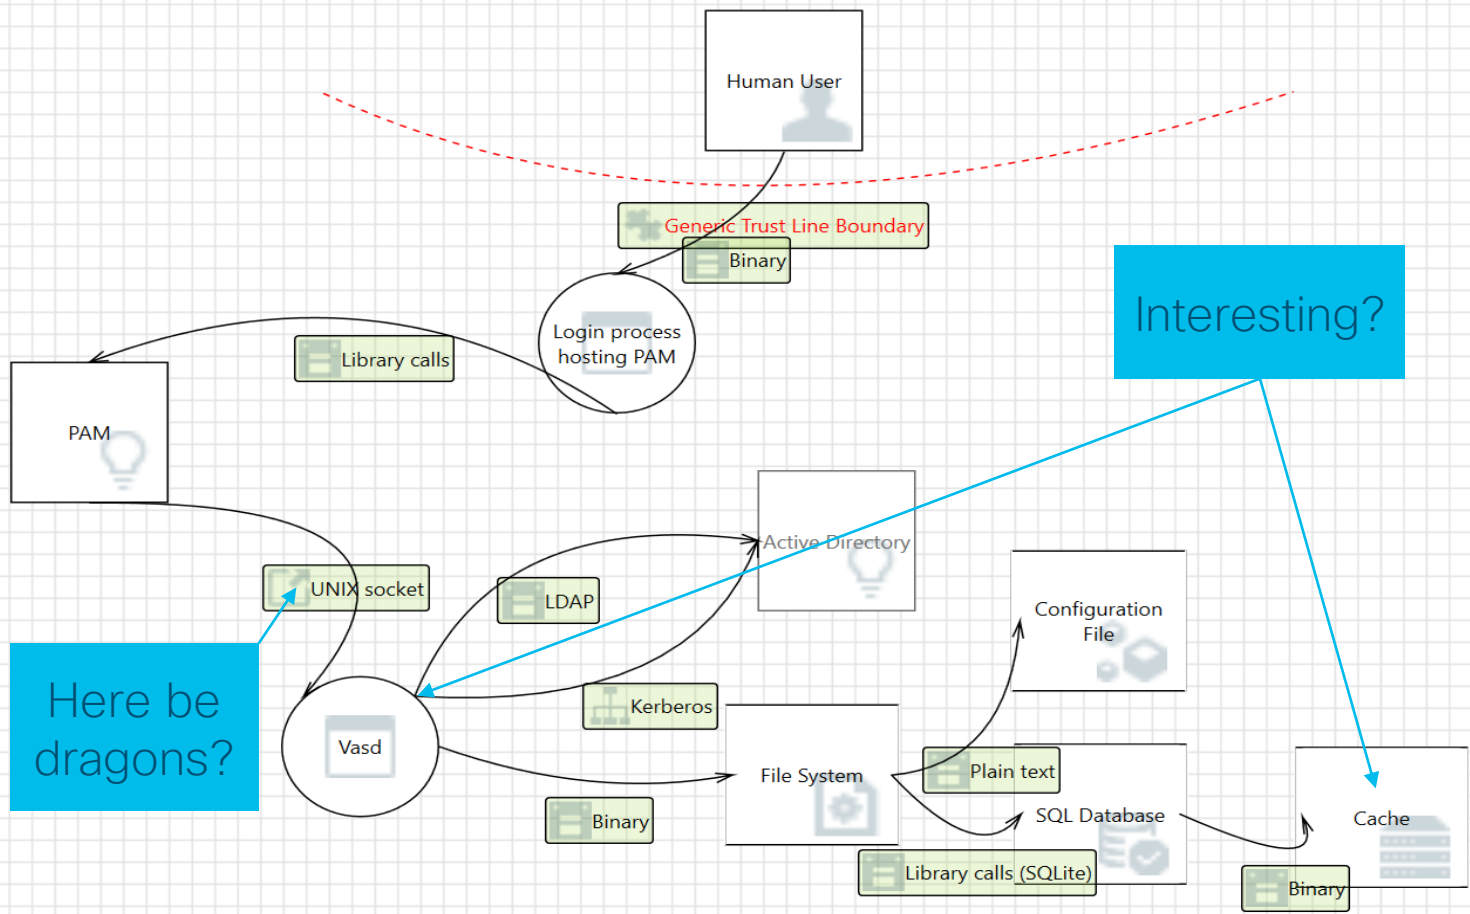 Human User
Generic Trust Line Boundary
Binary
Interesting?
Login process
hosting PAM
Library calls
PAM
Active Directory
UNIX socket
LDAP
Configuration
File
Here be
dragons?
Kerberos
Vasd
File System
Plain text
SQL Database
Cache
Binary
Library calls (SQLite)
Binary